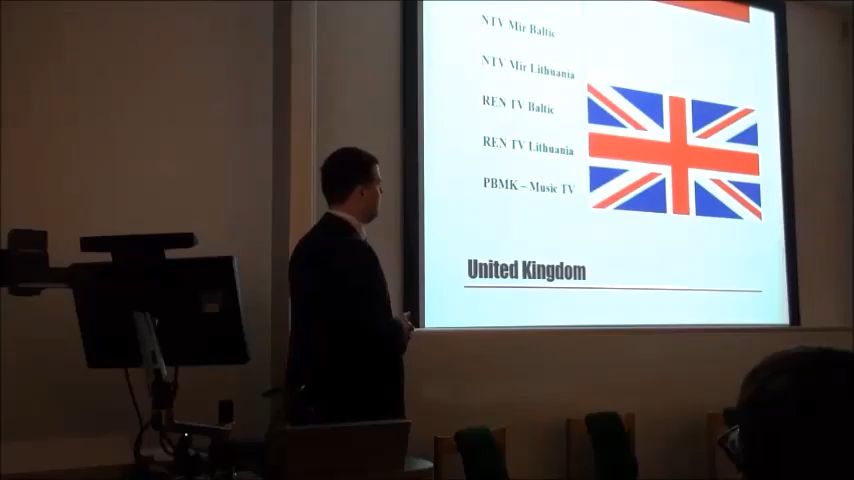 NTV Mir Baltic
NTV Mir Lithuania
REN TV Baltic
REN TV Lithuania
PBMK – Music TV
United Kingdom